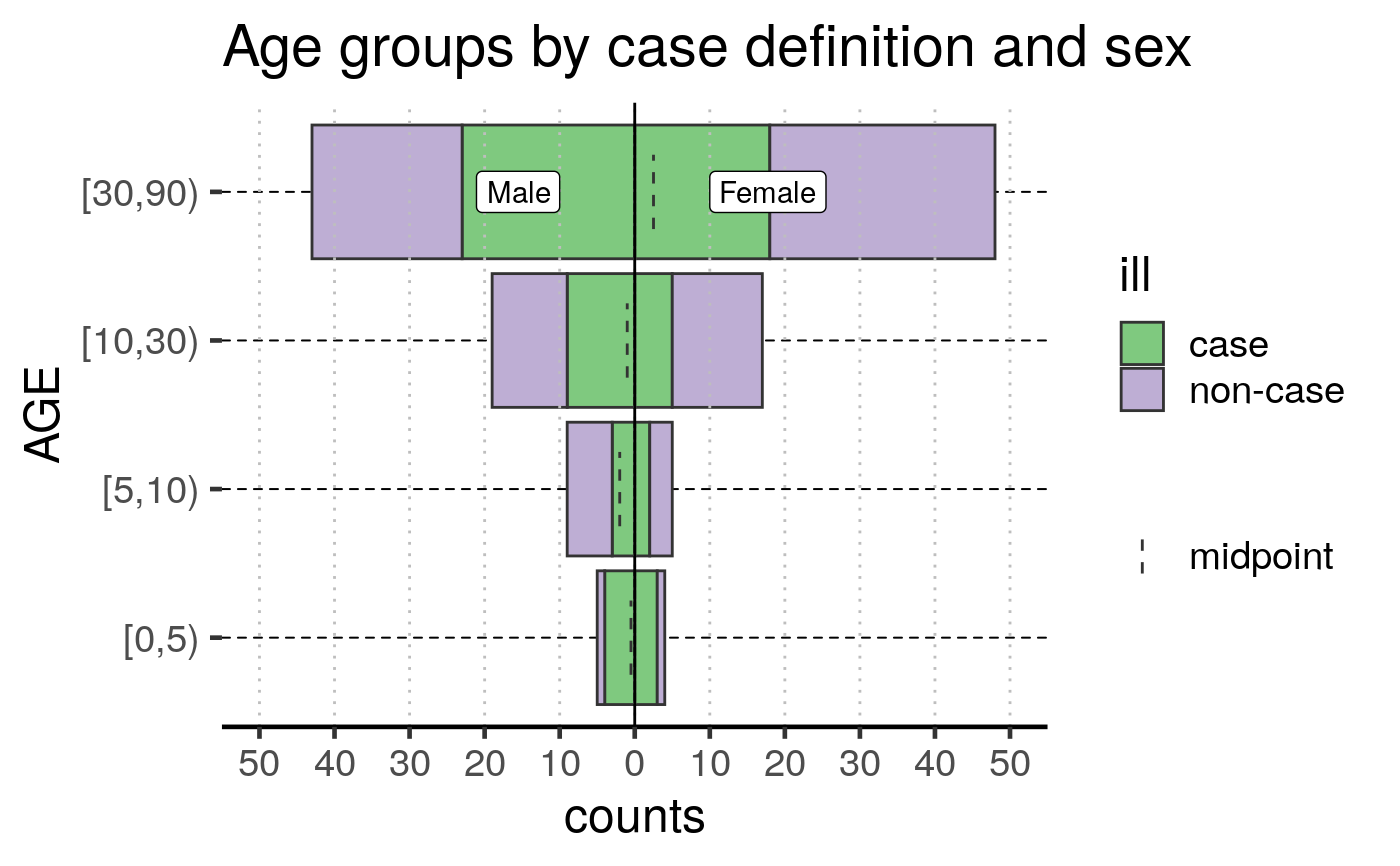 Age groups by case definition and sex
AGE
[30,90)
[10,30)
[5,10)
[0,5)
Male
Female
50 40 30 20 10 0 10 20 30 40 50
counts
ill
case
non-case
midpoint